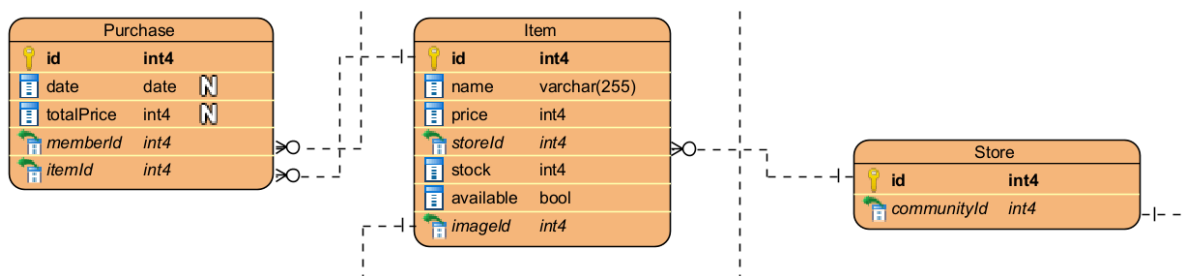 Purchase
id int4
date date N
totalPrice int4 N
memberId int4
itemId int4
Item
id int4
name varchar(255)
price int4
storeId int4
stock int4
available bool
imageId int4
Store
id int4
communityId int4